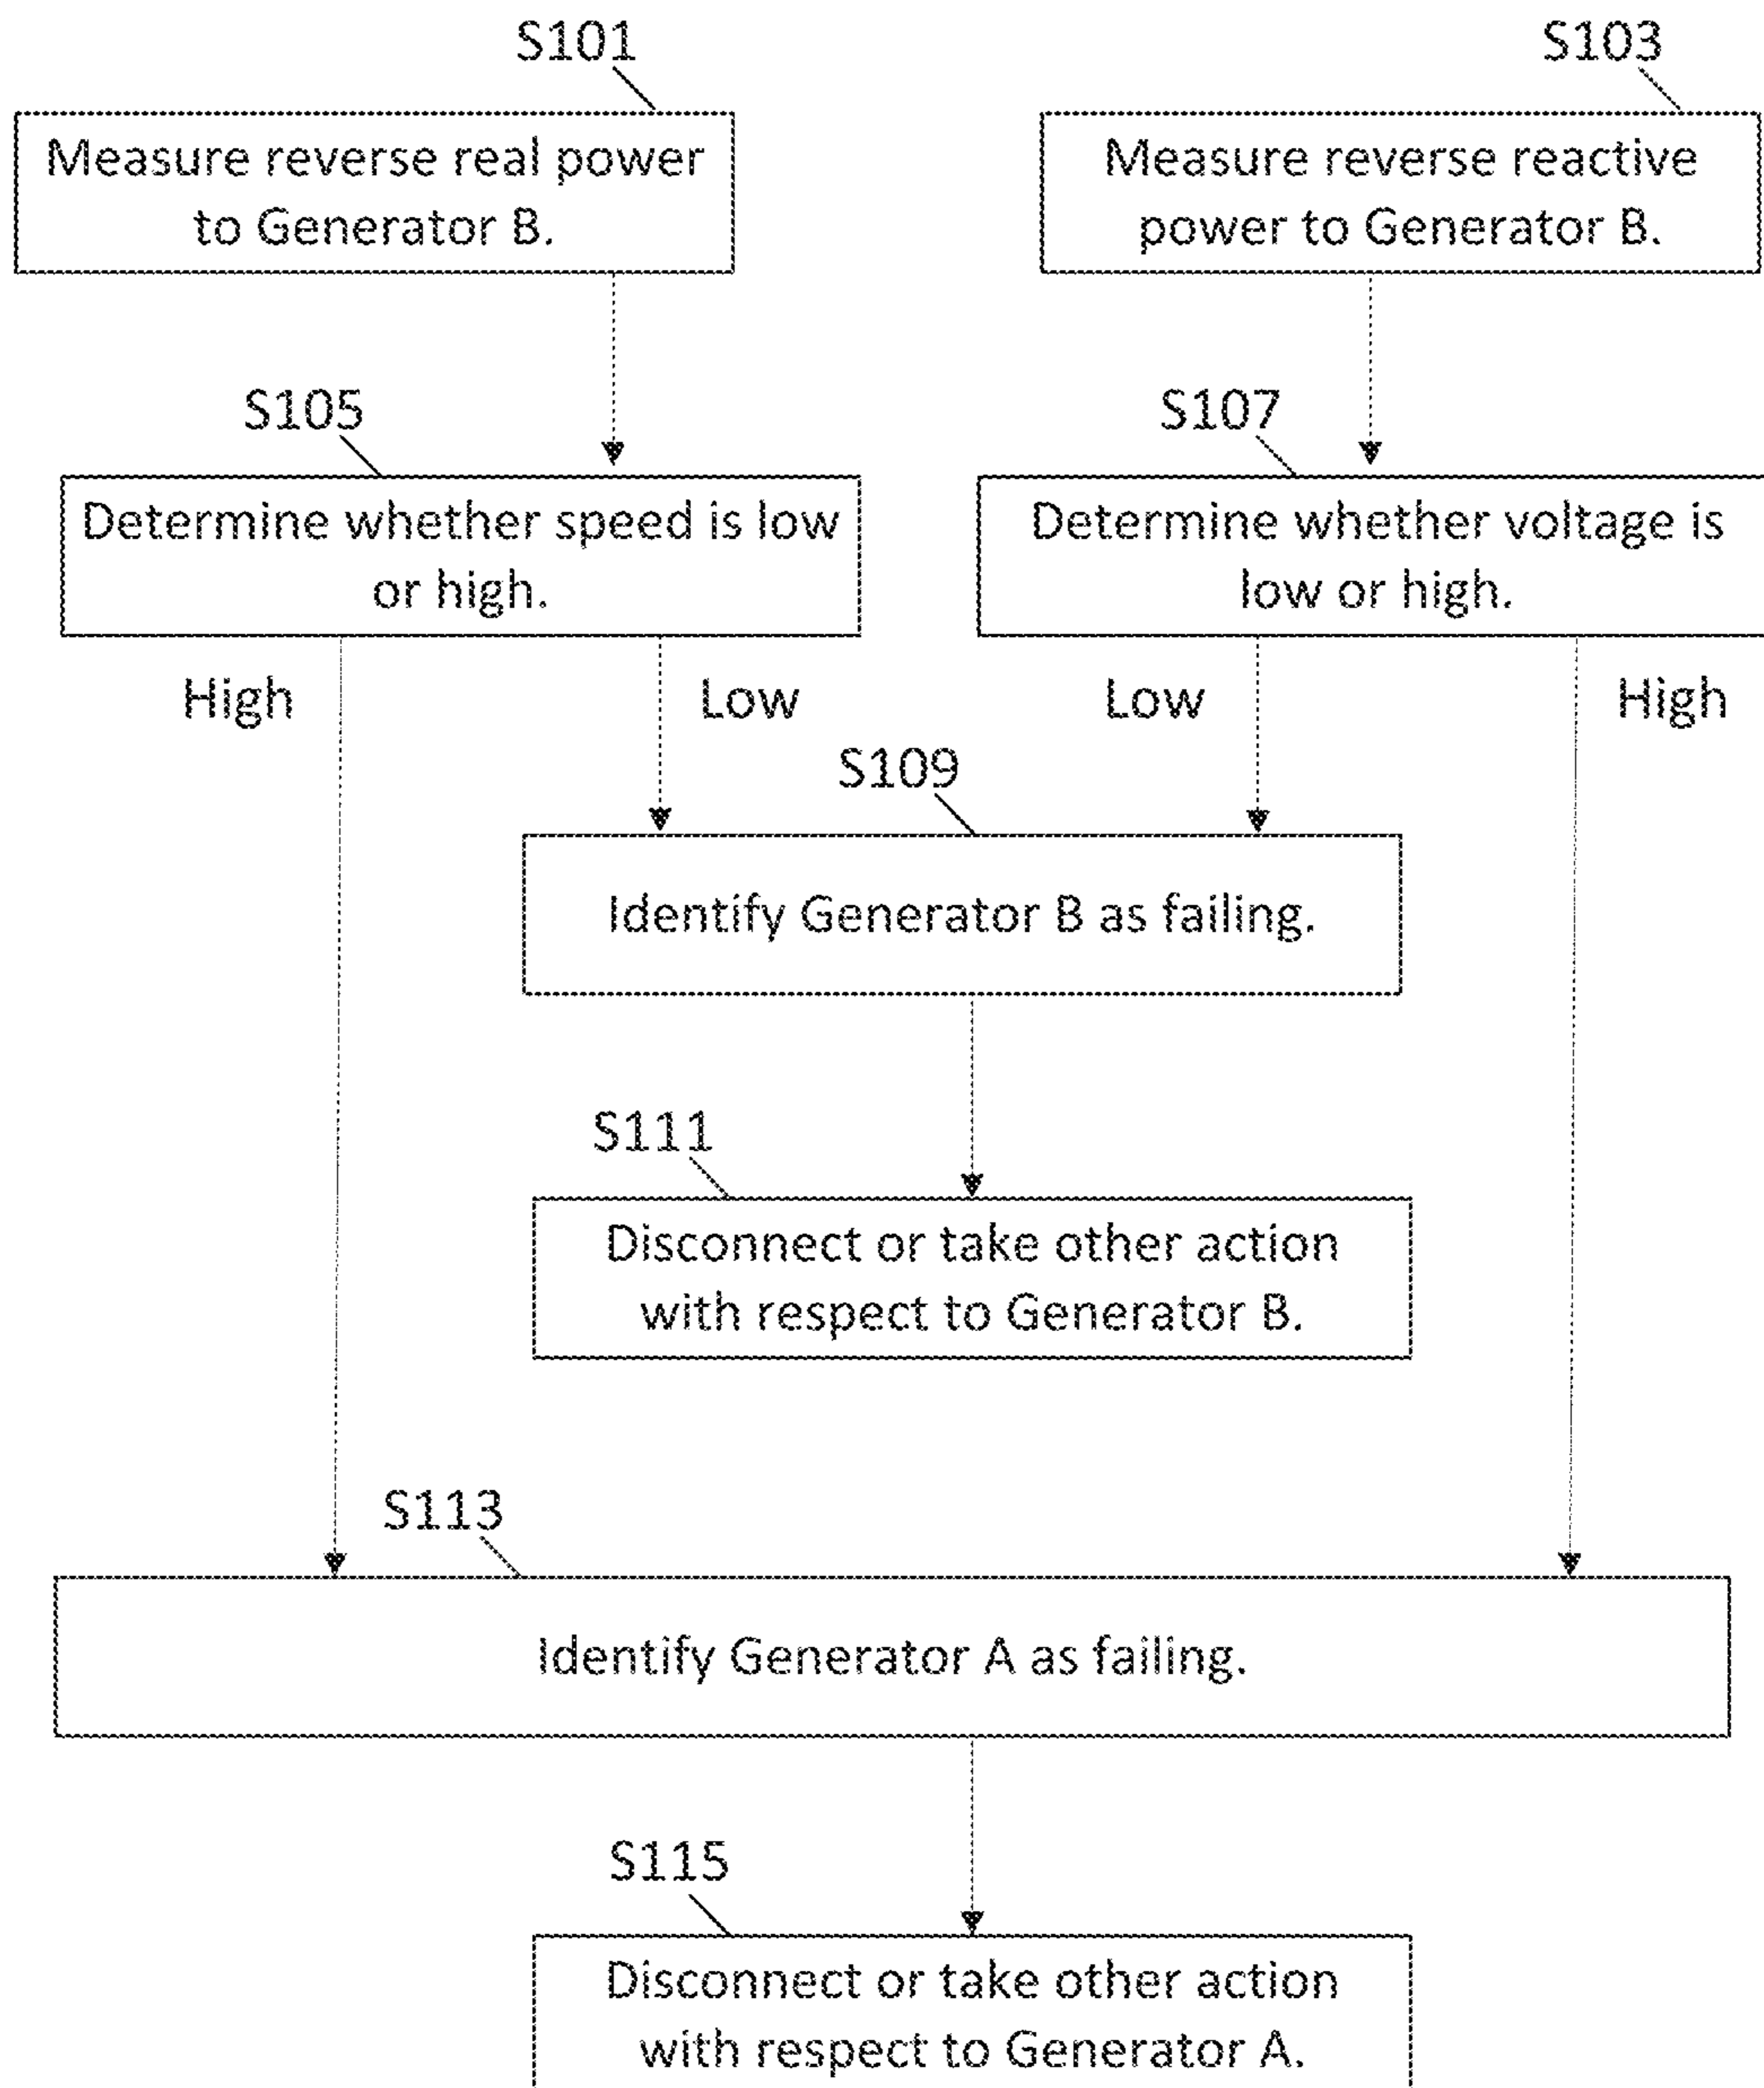 S101
S103
Measure reverse real power
to Generator B.
Measure reverse reactive
power to Generator B.
S105
S107
Determine whether speed is low
or high.
Determine whether voltage is
low or high.
High
Low
Low
High
S109
Identify Generator B as failing.
S111
Disconnect or take other action
with respect to Generator B.
S113
Identify Generator A as failing.
S115
Disconnect or take other action
with respect to Generator A.